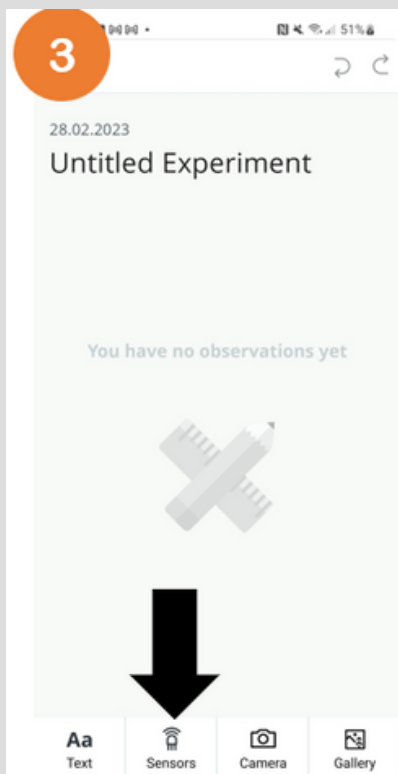 3
51%
28.02.2023
Untitled Experiment
You have no observations yet
Aa
Text
Sensors
Camera
Gallery